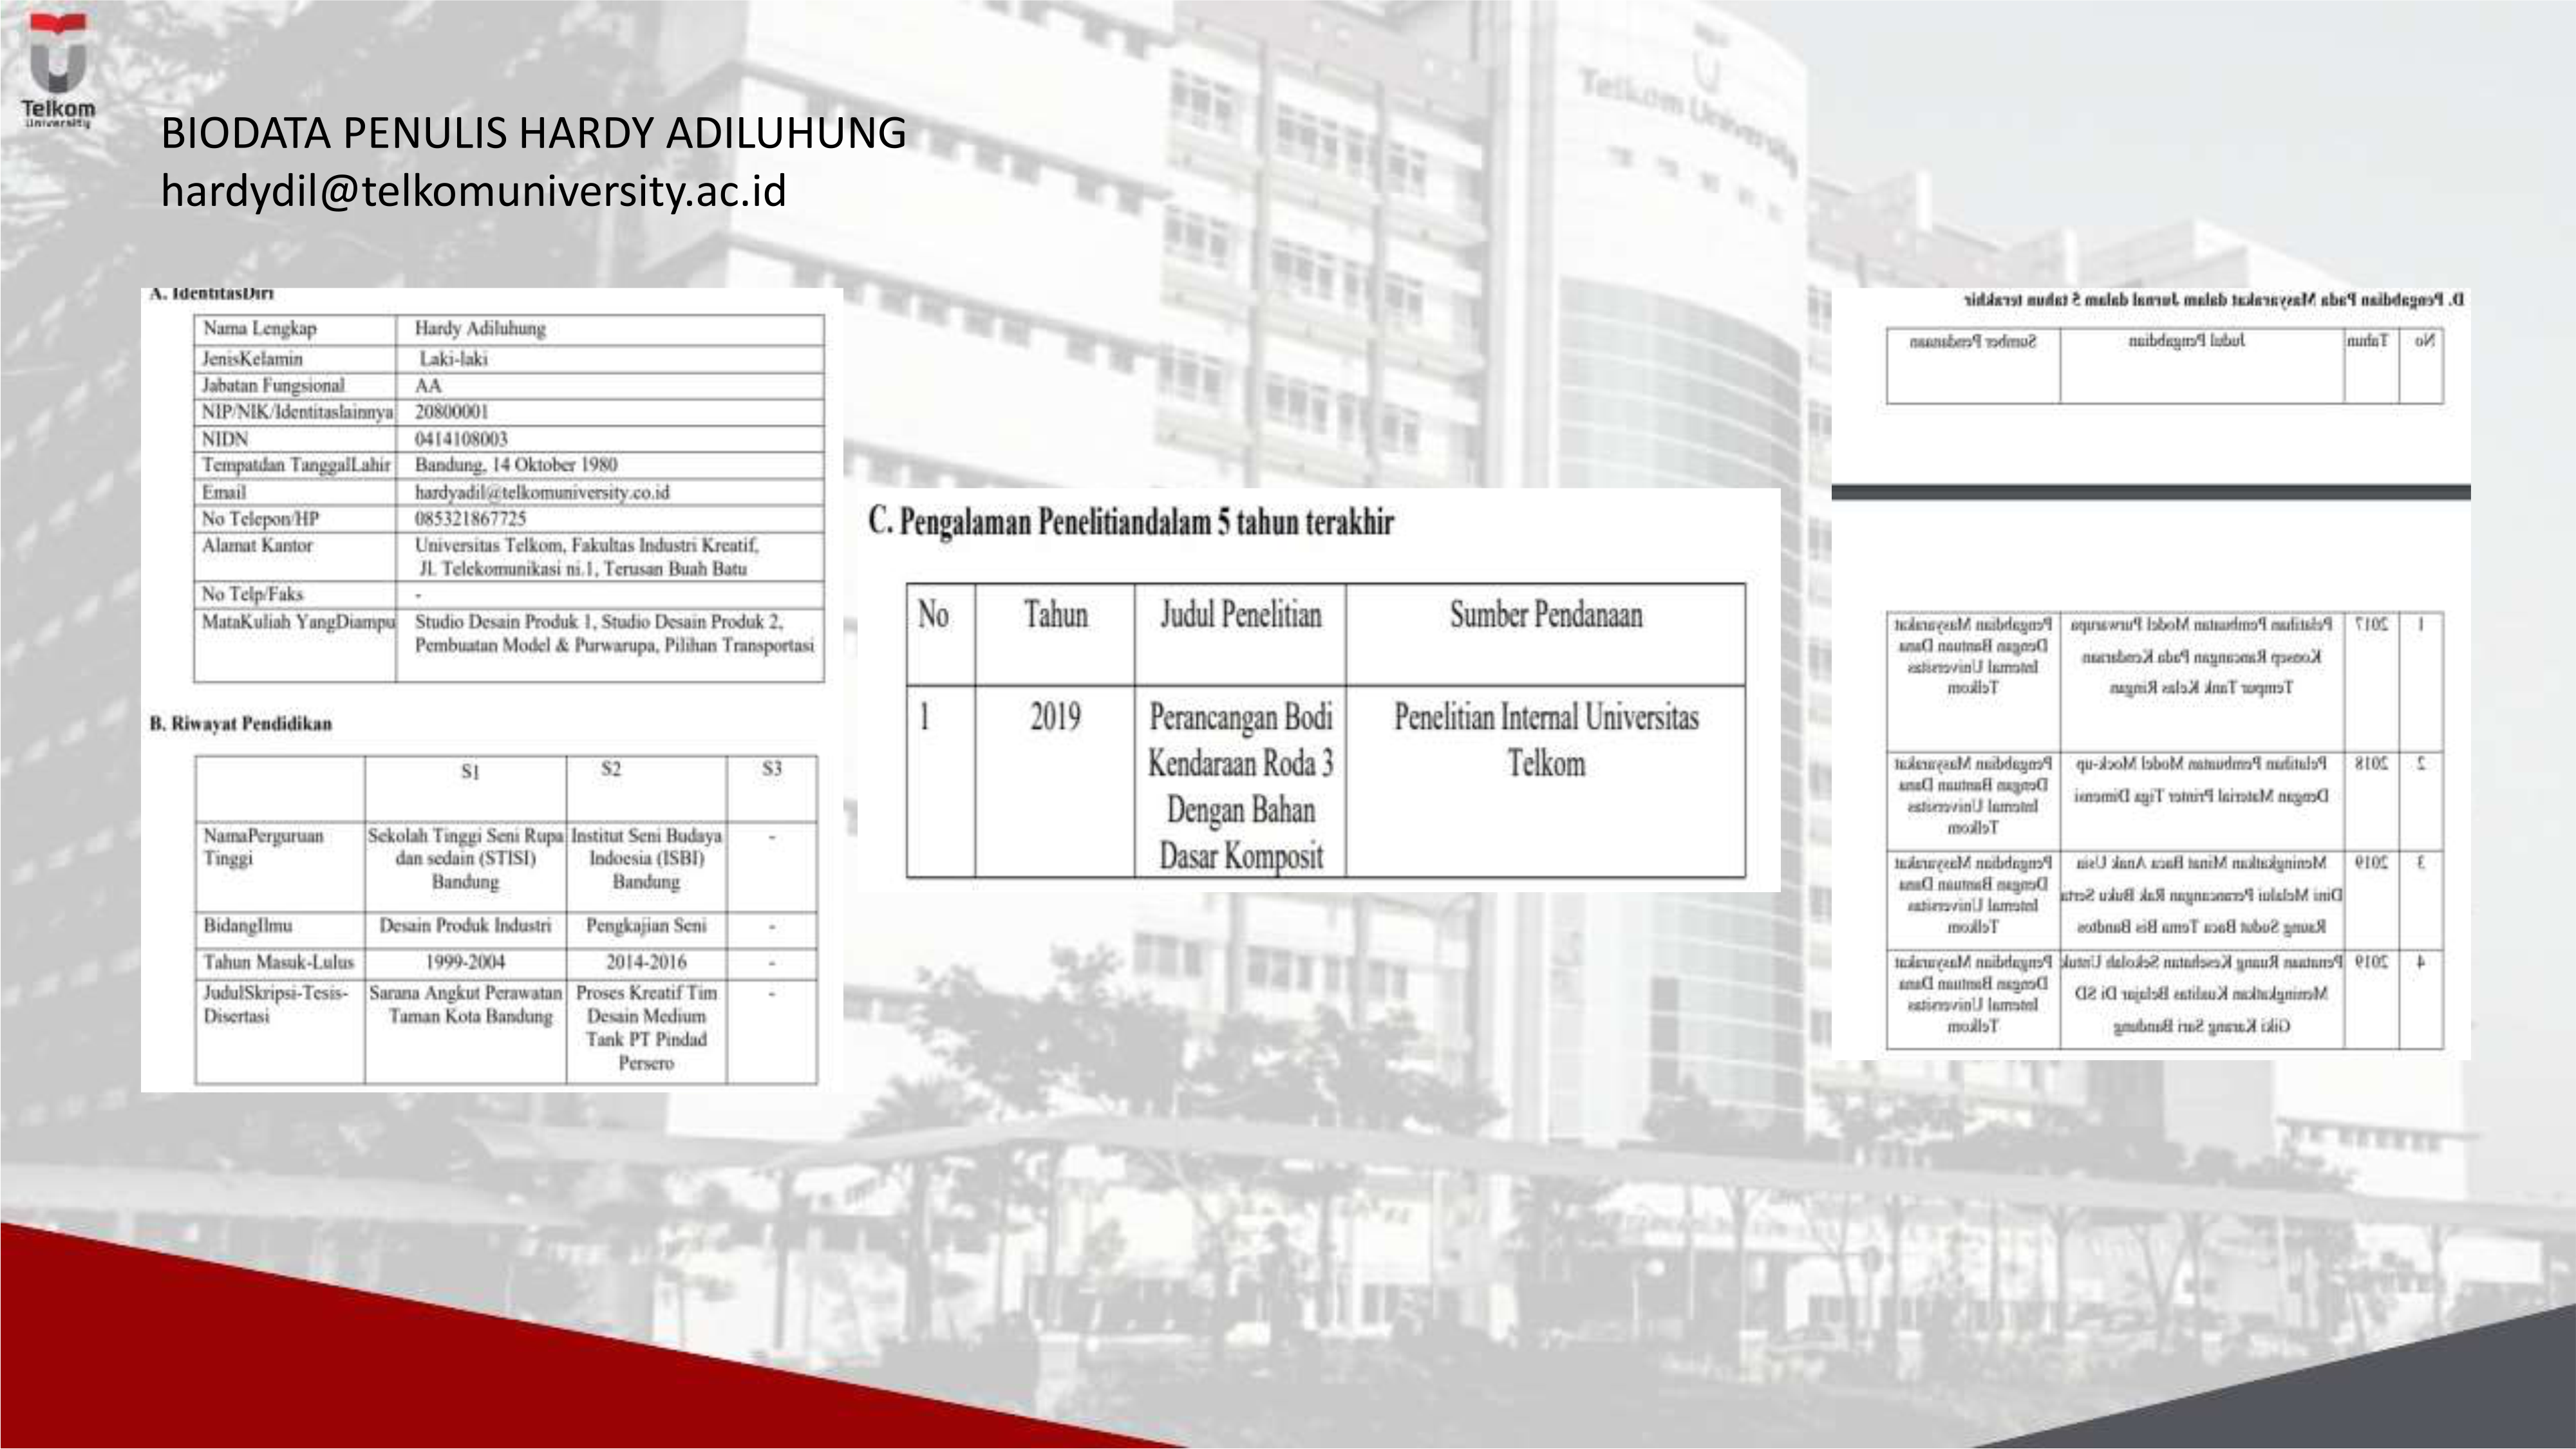 Telkom
University
BIODATA PENULIS HARDY ADILUHUNG
hardydil@telkomuniversity.ac.id
A. IdentitasDiri
Nama Lengkap Hardy Adiluhung
JenisKelamin Laki-laki
Jabatan Fungsional AA
NIP/NIK/Identitaslainnya 20800001
NIDN 0414108003
Tempatdan TanggalLahir Bandung, 14 Oktober 1980
Email hardyadil@telkomuniversity.co.id
No Telepon/HP 085321867725
Alamat Kantor Universitas Telkom, Fakultas Industri Kreatif,
Jl. Telekomunikasi ni.1, Terusan Buah Batu
No Telp/Faks -
MataKuliah YangDiampu Studio Desain Produk 1, Studio Desain Produk 2,
Pembuatan Model & Purwarupa, Pilihan Transportasi
B. Riwayat Pendidikan
S1 S2 S3
NamaPerguruan Sekolah Tinggi Seni Rupa Institut Seni Budaya -
Tinggi dan sedain (STISI) Indoesia (ISBI)
Bandung Bandung
BidangIlmu Desain Produk Industri Pengkajian Seni -
Tahun Masuk-Lulus 1999-2004 2014-2016 -
JudulSkripsi-Tesis- Sarana Angkut Perawatan Proses Kreatif Tim -
Disertasi Taman Kota Bandung Desain Medium
Tank PT Pindad
Persero
C. Pengalaman Penelitiandalam 5 tahun terakhir
No Tahun Judul Penelitian Sumber Pendanaan
1 2019 Perancangan Bodi Penelitian Internal Universitas
Kendaraan Roda 3 Telkom
Dengan Bahan
Dasar Komposit
D. Pengabdian Pada Masyarakat dalam Jurnal dalam 5 tahun terakhir
No Tahun Judul Pengabdian Sumber Pendanaan
1 2017 Pelatihan Pembuatan Model Purwarupa Pengabdian Masyarakat
Konsep Rancangan Pada Kendaraan Dengan Bantuan Dana
Tempur Tank Kelas Ringan Internal Universitas
Telkom
2 2018 Pelatihan Pembuatan Model Mock-up Pengabdian Masyarakat
Dengan Material Printer Tiga Dimensi Dengan Bantuan Dana
Internal Universitas
Telkom
3 2019 Meningkatkan Minat Baca Anak Usia Pengabdian Masyarakat
Dini Melalui Perancangan Rak Buku Serta Dengan Bantuan Dana
Raung Sudut Baca Tema Bis Bandros Internal Universitas
Telkom
4 2019 Penataan Ruang Kesehatan Sekolah Untuk Pengabdian Masyarakat
Meningkatkan Kualitas Belajar Di SD Dengan Bantuan Dana
Giki Karang Sari Bandung Internal Universitas
Telkom
Telkom University